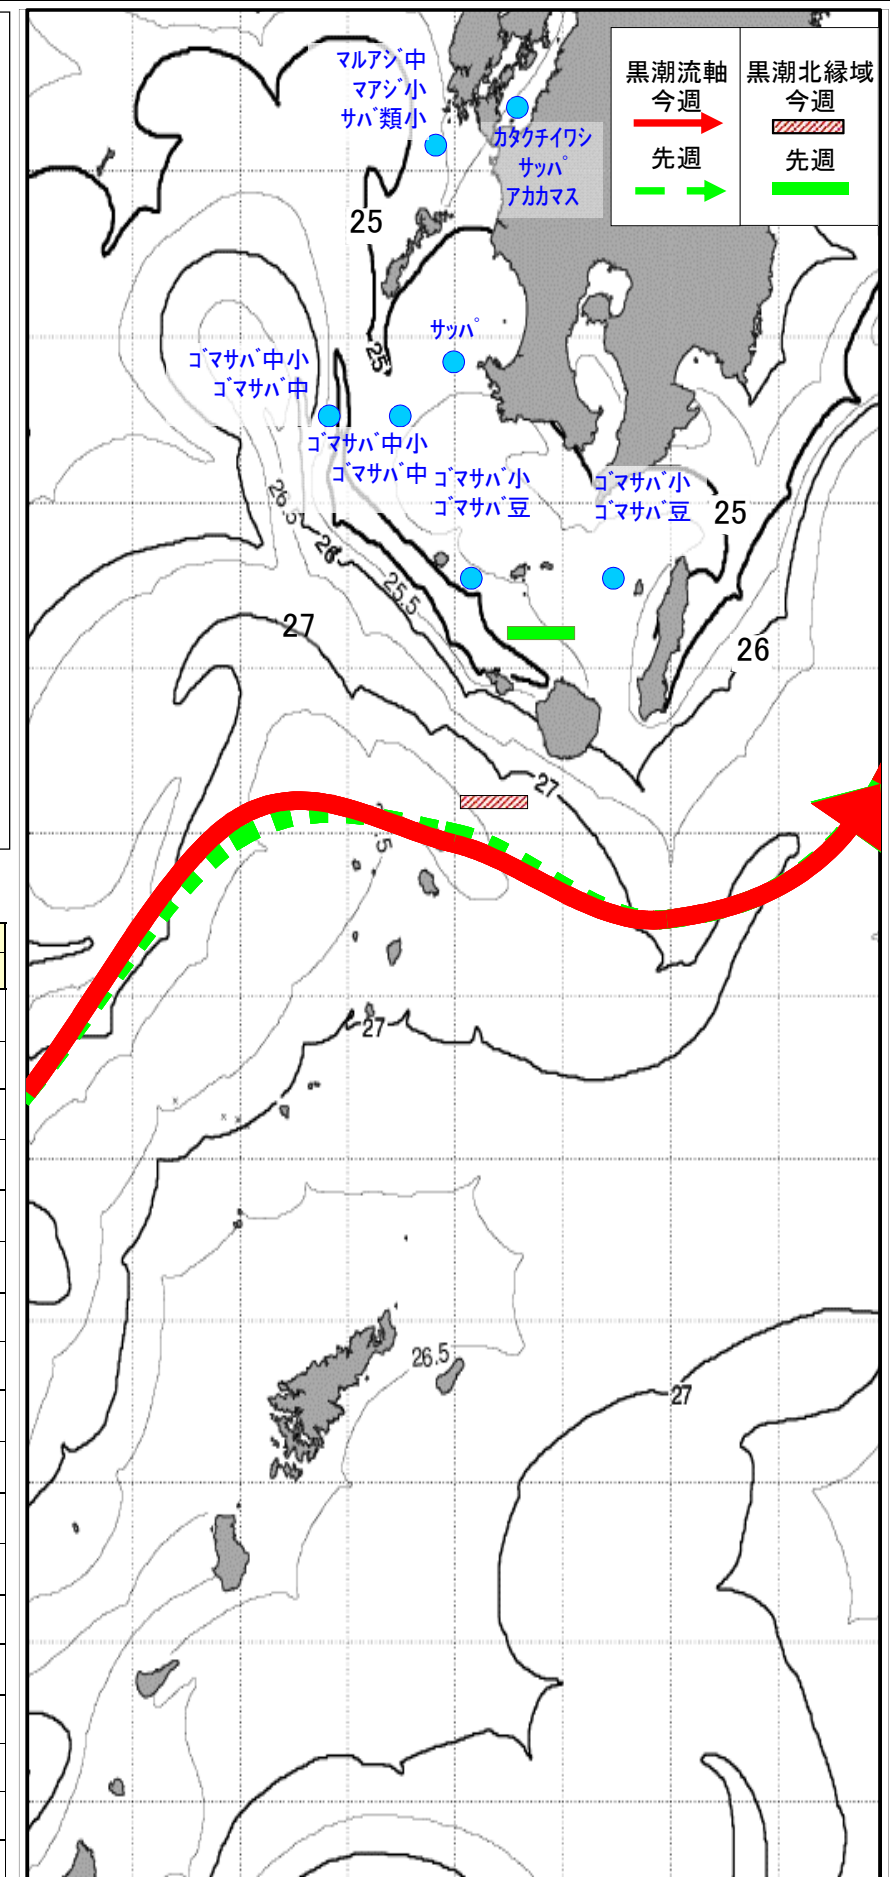 マルアジ中
マアジ小
サバ類小
カタクチイワシ
サッパ
アカカマス
黒潮流軸
今週
先週
黒潮北縁域
今週
先週
25
25
サッパ
ゴマサバ中小
ゴマサバ中
ゴマサバ中小
ゴマサバ中
ゴマサバ小
ゴマサバ豆
ゴマサバ小
ゴマサバ豆
25
26.5
26
25.5
27
26
27
27
26.5
27